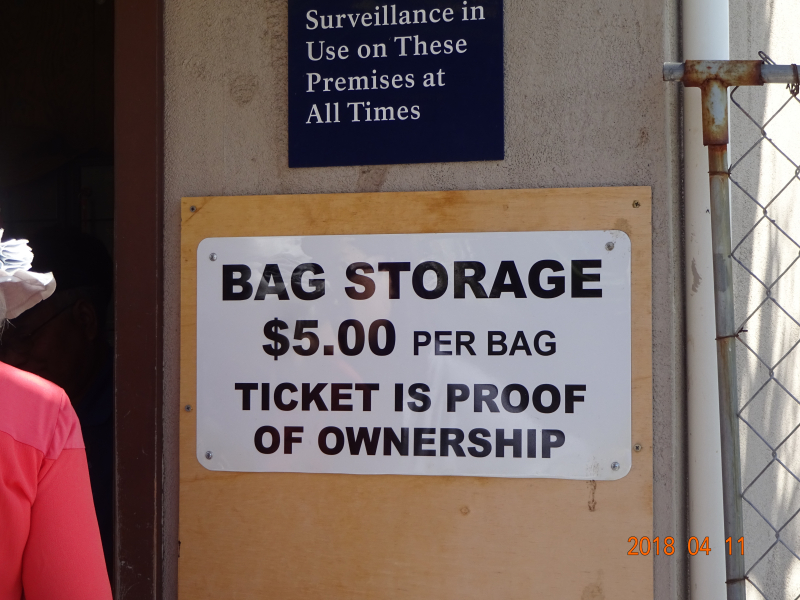 Surveillance in
Use on These
Premises at
All Times
BAG STORAGE
$5.00 PER BAG
TICKET IS PROOF
OF OWNERSHIP
2018 04 11